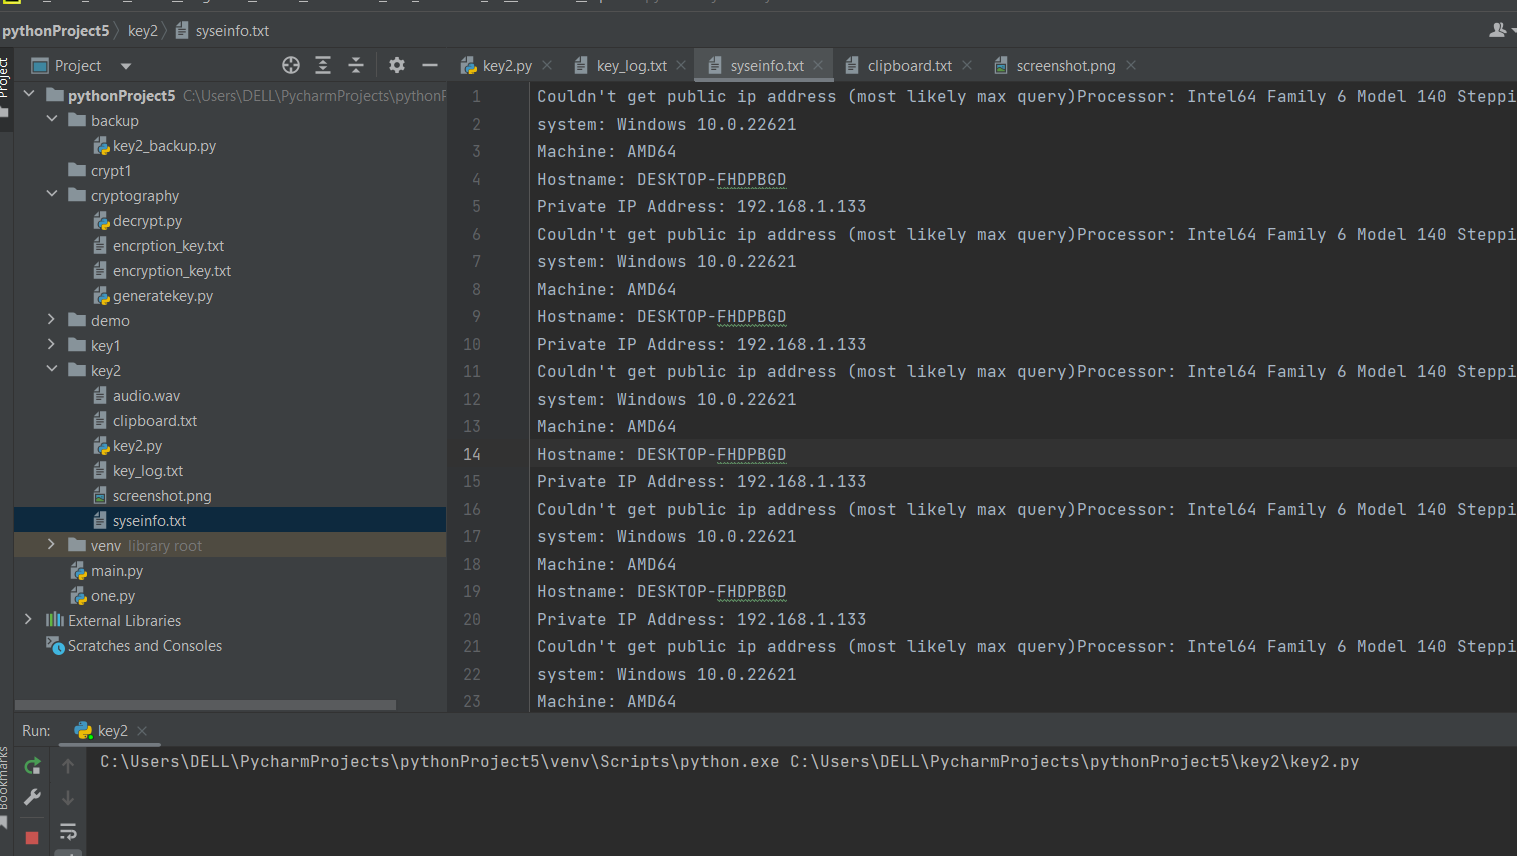 pythonProject5 key2 syseinfo.txt
Project
Project
key2.py key_log.txt syseinfo.txt clipboard.txt screenshot.png
pythonProject5 C:\Users\DELL\PycharmProjects\pythonP
backup
key2_backup.py
crypt1
cryptography
decrypt.py
encrption_key.txt
encryption_key.txt
generatekey.py
demo
key1
key2
audio.wav
clipboard.txt
key2.py
key_log.txt
screenshot.png
syseinfo.txt
venv library root
main.py
one.py
External Libraries
Scratches and Consoles
1 Couldn't get public ip address (most likely max query)Processor: Intel64 Family 6 Model 140 Steppi
2 system: Windows 10.0.22621
3 Machine: AMD64
4 Hostname: DESKTOP-FHDPBGD
5 Private IP Address: 192.168.1.133
6 Couldn't get public ip address (most likely max query)Processor: Intel64 Family 6 Model 140 Steppi
7 system: Windows 10.0.22621
8 Machine: AMD64
9 Hostname: DESKTOP-FHDPBGD
10 Private IP Address: 192.168.1.133
11 Couldn't get public ip address (most likely max query)Processor: Intel64 Family 6 Model 140 Steppi
12 system: Windows 10.0.22621
13 Machine: AMD64
14 Hostname: DESKTOP-FHDPBGD
15 Private IP Address: 192.168.1.133
16 Couldn't get public ip address (most likely max query)Processor: Intel64 Family 6 Model 140 Steppi
17 system: Windows 10.0.22621
18 Machine: AMD64
19 Hostname: DESKTOP-FHDPBGD
20 Private IP Address: 192.168.1.133
21 Couldn't get public ip address (most likely max query)Processor: Intel64 Family 6 Model 140 Steppi
22 system: Windows 10.0.22621
23 Machine: AMD64
Run: key2
Bookmarks
C:\Users\DELL\PycharmProjects\pythonProject5\venv\Scripts\python.exe C:\Users\DELL\PycharmProjects\pythonProject5\key2\key2.py